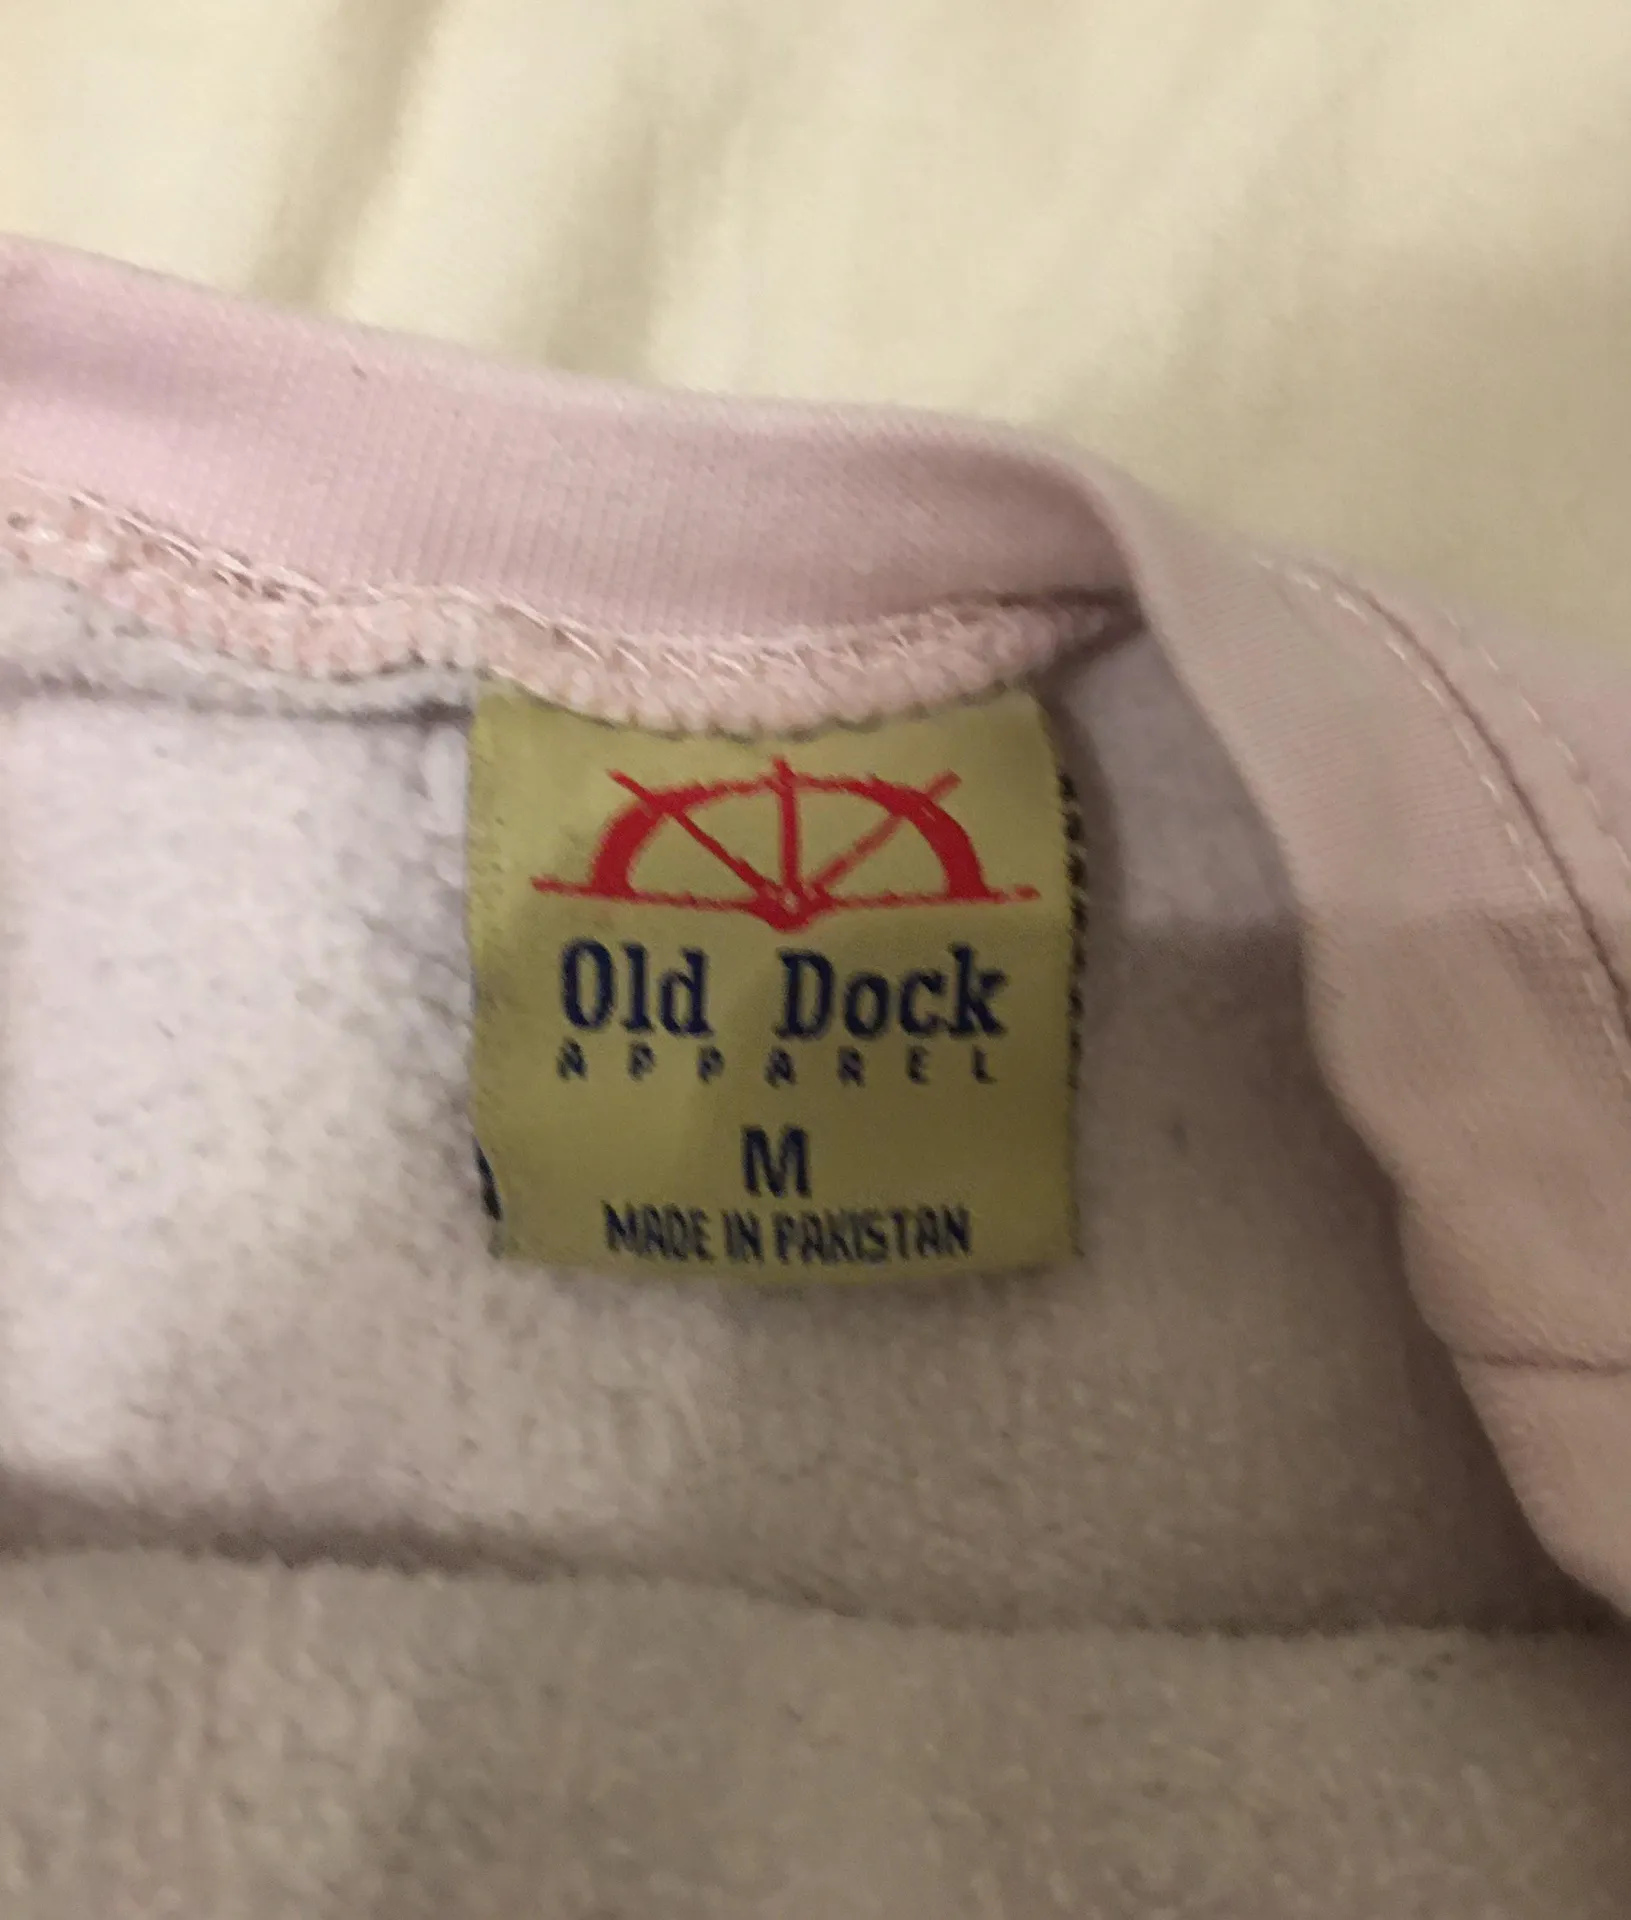 Old Dock
APPAREL
M
MADE IN PAKISTAN